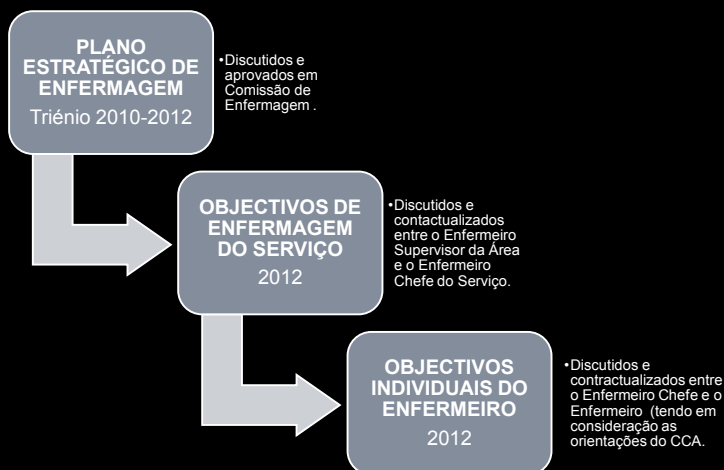 PLANO
ESTRATÉGICO DE
ENFERMAGEM
Triénio 2010-2012
•Discutidos e
aprovados em
Comissão de
Enfermagem .
OBJECTIVOS DE
ENFERMAGEM
DO SERVIÇO
2012
•Discutidos e
contactualizados
entre o Enfermeiro
Supervisor da Área
e o Enfermeiro
Chefe do Serviço.
OBJECTIVOS
INDIVIDUAIS DO
ENFERMEIRO
2012
•Discutidos e
contractualizados entre
o Enfermeiro Chefe e o
Enfermeiro (tendo em
consideração as
orientações do CCA.